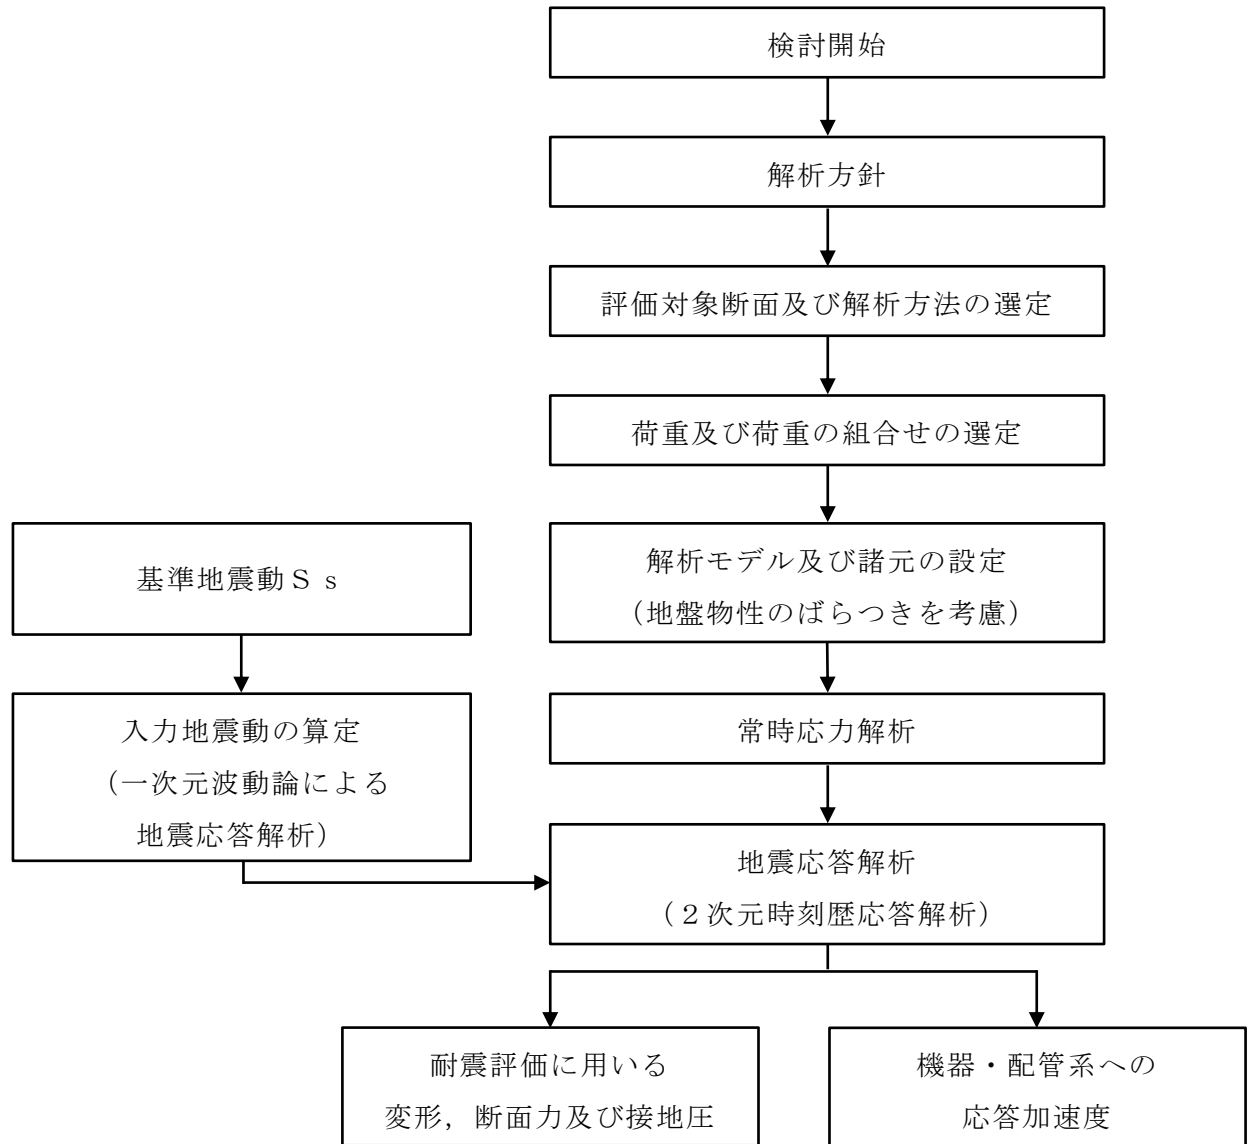 検討開始
解析方針
評価対象断面及び解析方法の選定
荷重及び荷重の組合せの選定
解析モデル及び諸元の設定
（地盤物性のばらつきを考慮）
基準地震動Ｓｓ
入力地震動の算定
（一次元波動論による
地震応答解析）
常時応力解析
地震応答解析
（２次元時刻歴応答解析）
耐震評価に用いる
変形，断面力及び接地圧
機器・配管系への
応答加速度